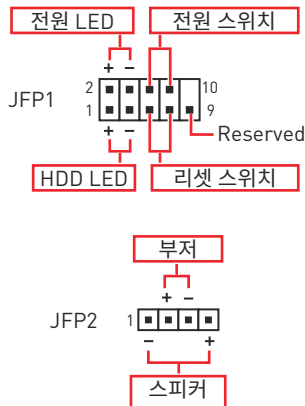 전원 LED 전원 스위치
+ −
2 10
JFP1
1 9
+ −
Reserved
HDD LED 리셋 스위치
부저
+ −
JFP2 1
− +
스피커